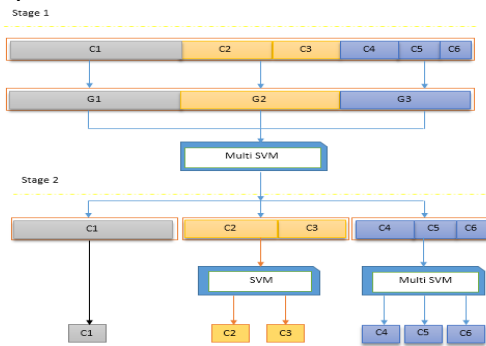 Stage 1
C1 C2 C3 C4 C5 C6
G1 G2 G3
Multi SVM
Stage 2
C1 C2 C3 C4 C5 C6
SVM Multi SVM
C1 C2 C3 C4 C5 C6